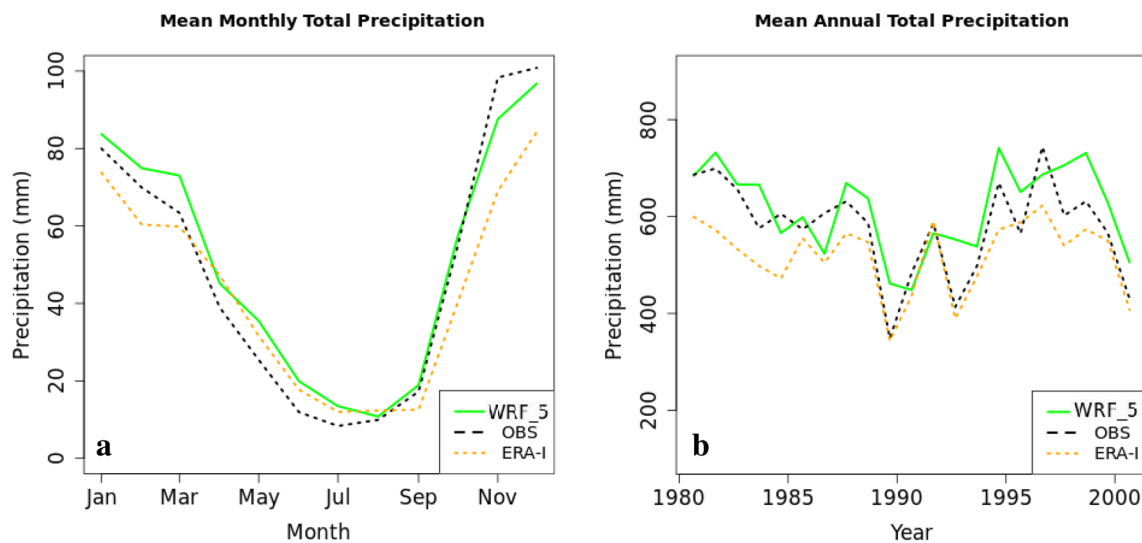 Mean Monthly Total Precipitation
Precipitation (mm)
100
80
60
40
20
0
Jan Mar May Jul Sep Nov
Month
WRF_5
OBS
ERA-I
a
Mean Annual Total Precipitation
Precipitation (mm)
800
600
400
200
1980 1985 1990 1995 2000
Year
WRF_5
OBS
ERA-I
b